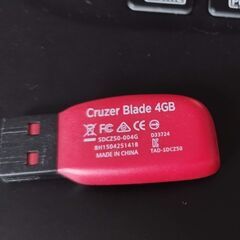 Cruzer Blade 4GB
SDCZ50-004G
BH1504251418
MADE IN CHINA
D33724
TAD-SDCZ50